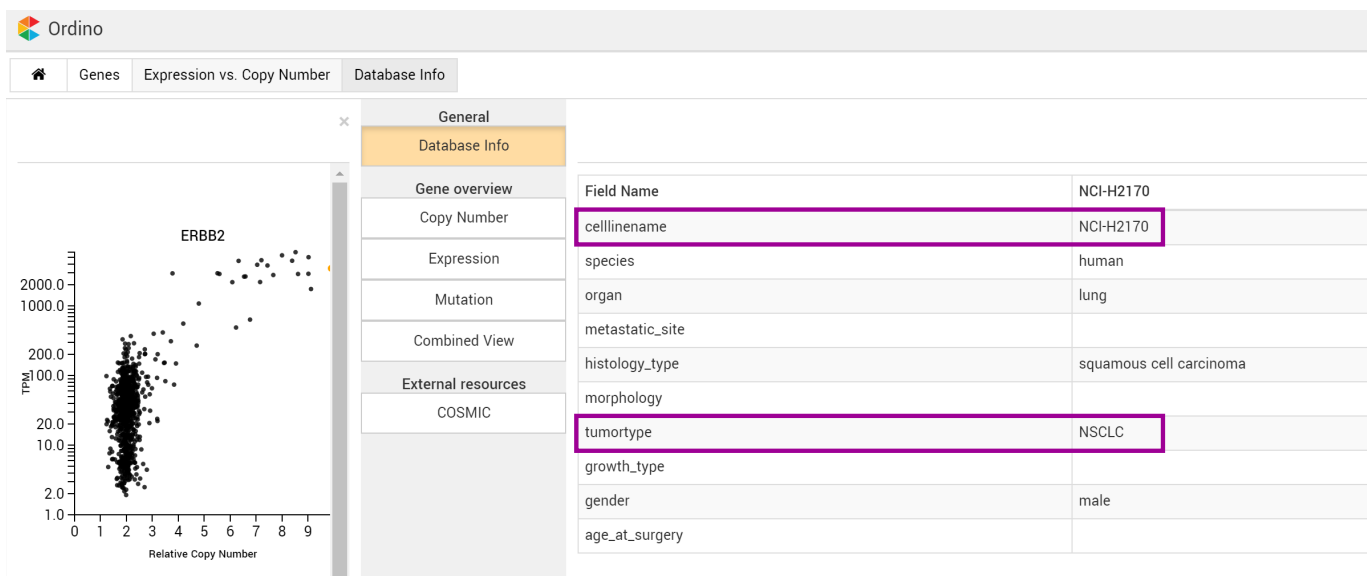 Ordino
Genes Expression vs. Copy Number Database Info
×
ERBB2
TPM
2000.0
1000.0
200.0
100.0
20.0
10.0
2.0
1.0
0 1 2 3 4 5 6 7 8 9
Relative Copy Number
General
Database Info
Gene overview
Copy Number
Expression
Mutation
Combined View
External resources
COSMIC
Field Name NCI-H2170
celllinename NCI-H2170
species human
organ lung
metastatic_site
histology_type squamous cell carcinoma
morphology
tumortype NSCLC
growth_type
gender male
age_at_surgery